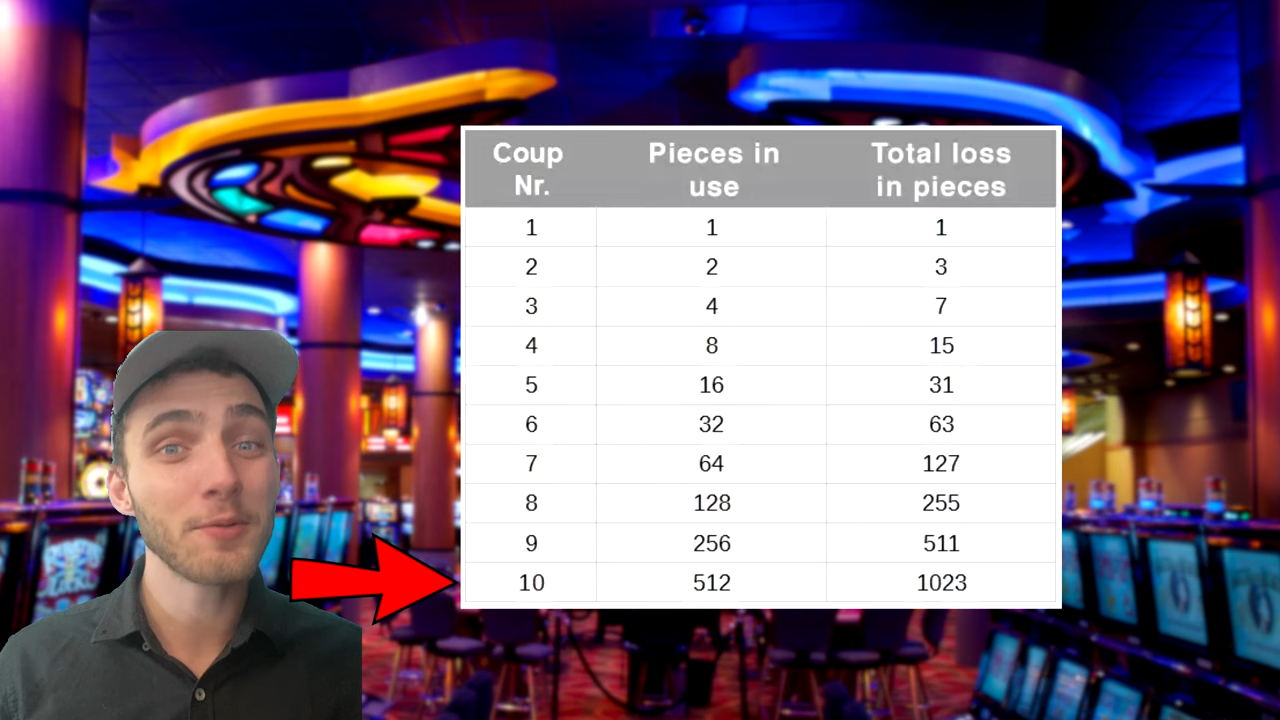 Coup Nr. Pieces in use Total loss in pieces
1 1 1
2 2 3
3 4 7
4 8 15
5 16 31
6 32 63
7 64 127
8 128 255
9 256 511
10 512 1023